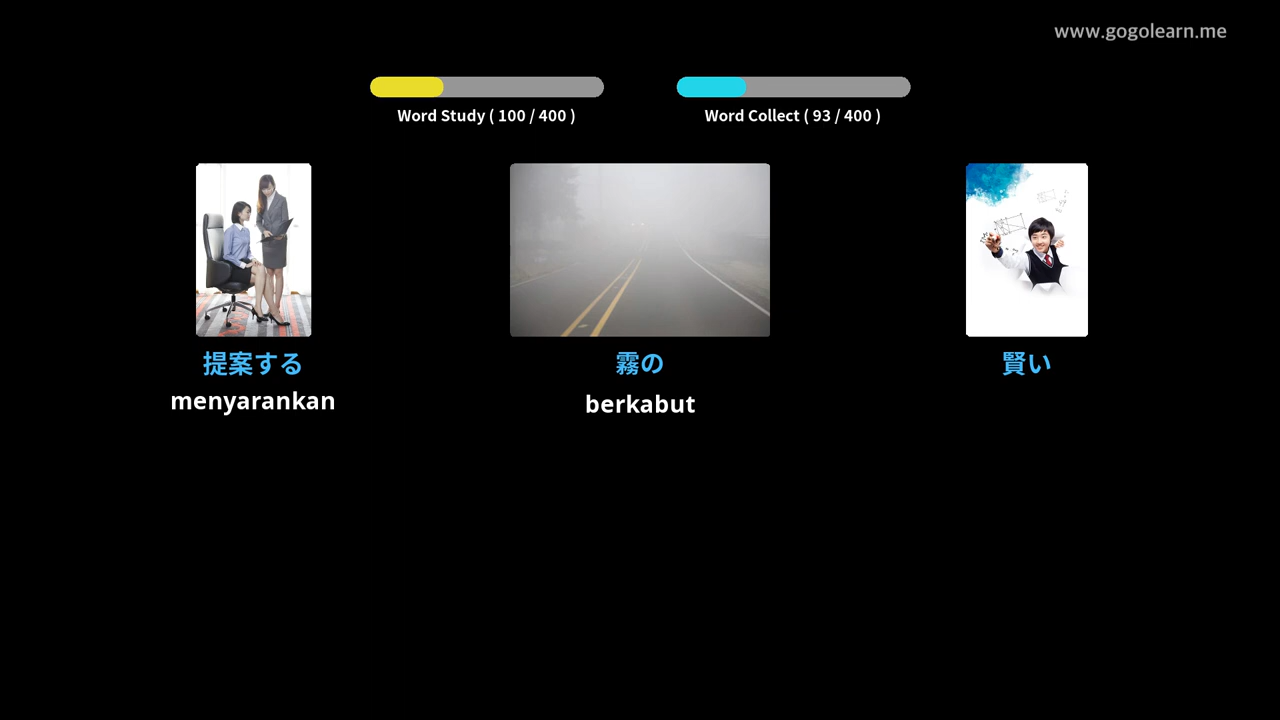 www.gogolearn.me
Word Study ( 100 / 400 )
Word Collect ( 93 / 400 )
提案する
霧の
賢い
menyarankan
berkabut